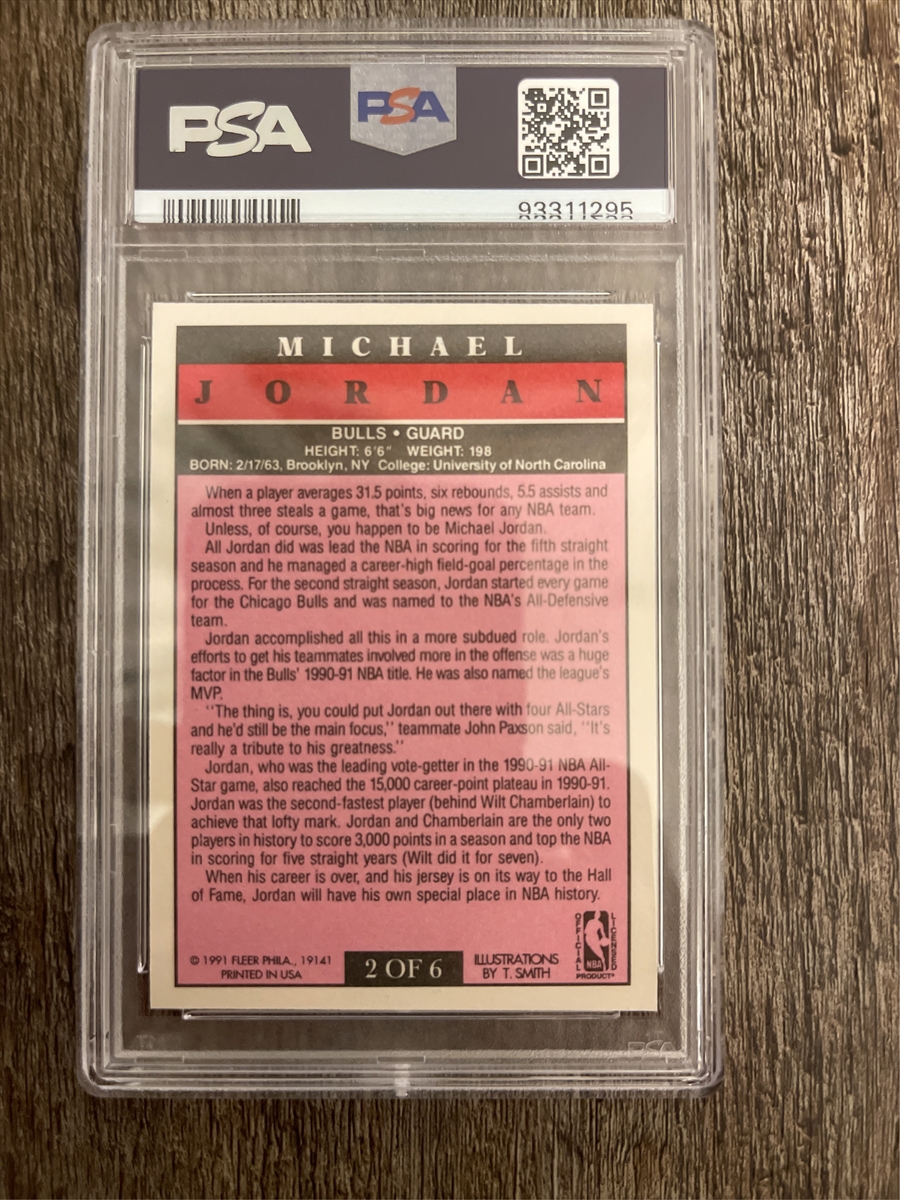 PSA
PSA
93311295
MICHAEL
JORDAN
BULLS • GUARD
HEIGHT: 6'6" WEIGHT: 198
BORN: 2/17/63, Brooklyn, NY College: University of North Carolina
When a player averages 31.5 points, six rebounds, 5.5 assists and
almost three steals a game, that's big news for any NBA team.
Unless, of course, you happen to be Michael Jordan.
All Jordan did was lead the NBA in scoring for the fifth straight
season and he managed a career-high field-goal percentage in the
process. For the second straight season, Jordan started every game
for the Chicago Bulls and was named to the NBA's All-Defensive
team.
Jordan accomplished all this in a more subdued role. Jordan's
efforts to get his teammates involved more in the offense was a huge
factor in the Bulls' 1990-91 NBA title. He was also named the league's
MVP.
"The thing is, you could put Jordan out there with four All-Stars
and he'd still be the main focus," teammate John Paxson said, "It's
really a tribute to his greatness."
Jordan, who was the leading vote-getter in the 1990-91 NBA All-
Star game, also reached the 15,000 career-point plateau in 1990-91.
Jordan was the second-fastest player (behind Wilt Chamberlain) to
achieve that lofty mark. Jordan and Chamberlain are the only two
players in history to score 3,000 points in a season and top the NBA
in scoring for five straight years (Wilt did it for seven).
When his career is over, and his jersey is on its way to the Hall
of Fame, Jordan will have his own special place in NBA history.
© 1991 FLEER PHILA., 19141
PRINTED IN USA
2 OF 6
ILLUSTRATIONS
BY T. SMITH
OFFICIAL
LICENSED
NBA
PRODUCT
PSA